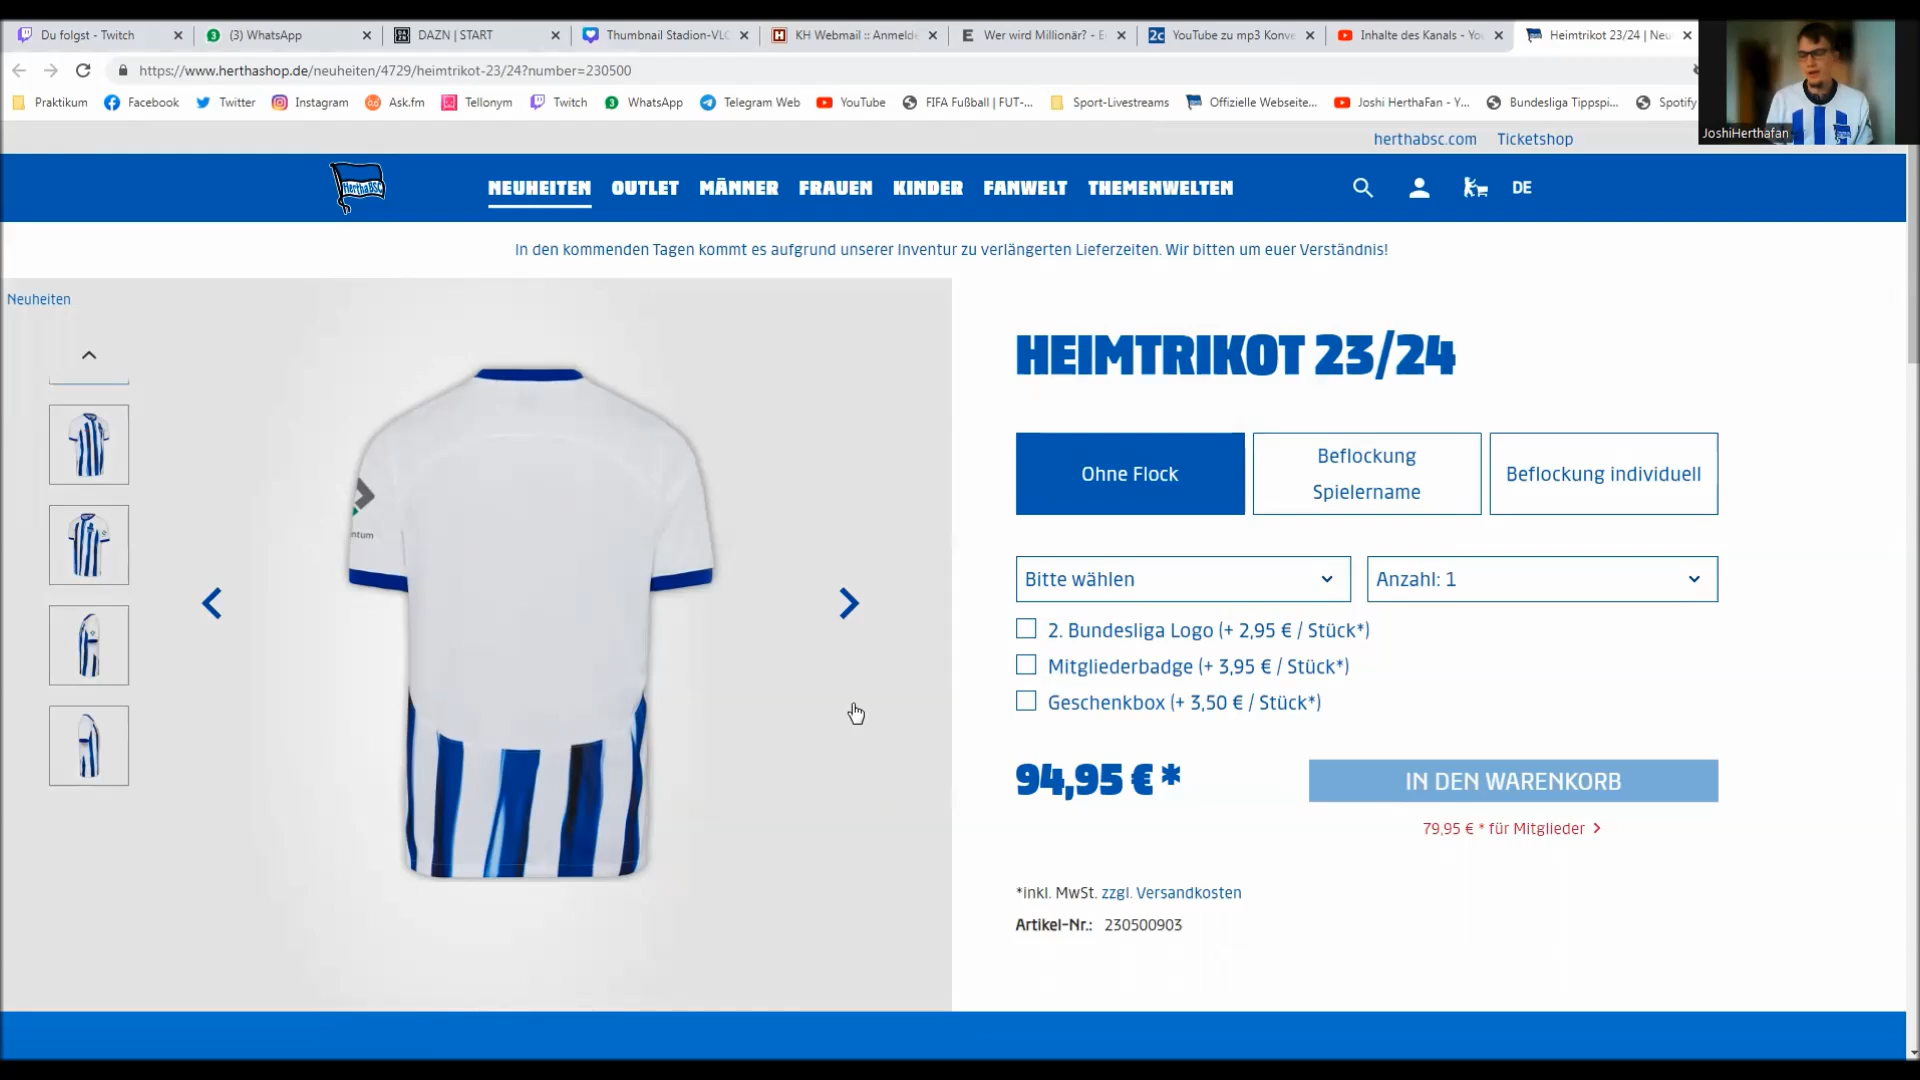 Du folgst - Twitch
(3) WhatsApp
DAZN | START
Thumbnail Stadion-VLO
KH Webmail :: Anmelde
Wer wird Millionär? -
YouTube zu mp3 Konve
Inhalte des Kanals - You
Heimtrikot 23/24 | Neu
https://www.herthashop.de/neuheiten/4729/heimtrikot-23/24?number=230500
Praktikum
Facebook
Twitter
Instagram
Ask.fm
Tellonym
Twitch
WhatsApp
Telegram Web
YouTube
FIFA Fußball | FUT-...
Sport-Livestreams
Offizielle Webseite...
Joshi HerthaFan - Y...
Bundesliga Tippspi...
Spotify
JoshiHerthafan
herthabsc.com
Ticketshop
Hertha BSC
NEUHEITEN
OUTLET
MÄNNER
FRAUEN
KINDER
FANWELT
THEMENWELTEN
DE
In den kommenden Tagen kommt es aufgrund unserer Inventur zu verlängerten Lieferzeiten. Wir bitten um euer Verständnis!
Neuheiten
HEIMTRIKOT 23/24
Ohne Flock
Beflockung
Spielername
Beflockung individuell
Bitte wählen
Anzahl: 1
2. Bundesliga Logo (+ 2,95 € / Stück*)
Mitgliederbadge (+ 3,95 € / Stück*)
Geschenkbox (+ 3,50 € / Stück*)
94,95 € *
IN DEN WARENKORB
79,95 € * für Mitglieder
*inkl. MwSt. zzgl. Versandkosten
Artikel-Nr.: 230500903
ntum